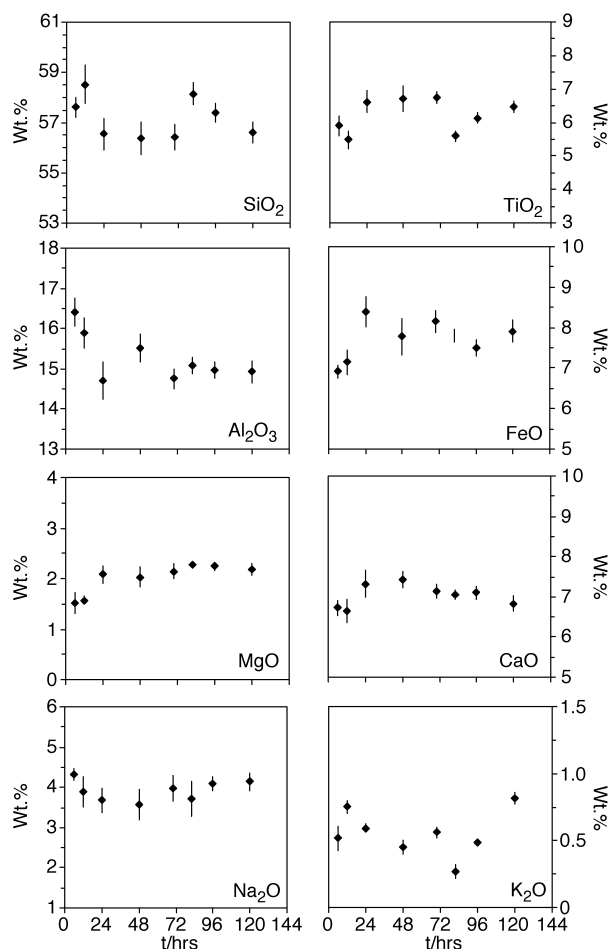 61
59
57
55
53
Wt.%
SiO2
9
8
7
6
5
4
3
Wt.%
TiO2
18
17
16
15
14
13
Wt.%
Al2O3
10
9
8
7
6
5
Wt.%
FeO
4
3
2
1
0
Wt.%
MgO
10
9
8
7
6
5
Wt.%
CaO
6
5
4
3
2
1
Wt.%
Na2O
0 24 48 72 96 120 144
t/hrs
1.5
1.0
0.5
0
Wt.%
K2O
0 24 48 72 96 120 144
t/hrs